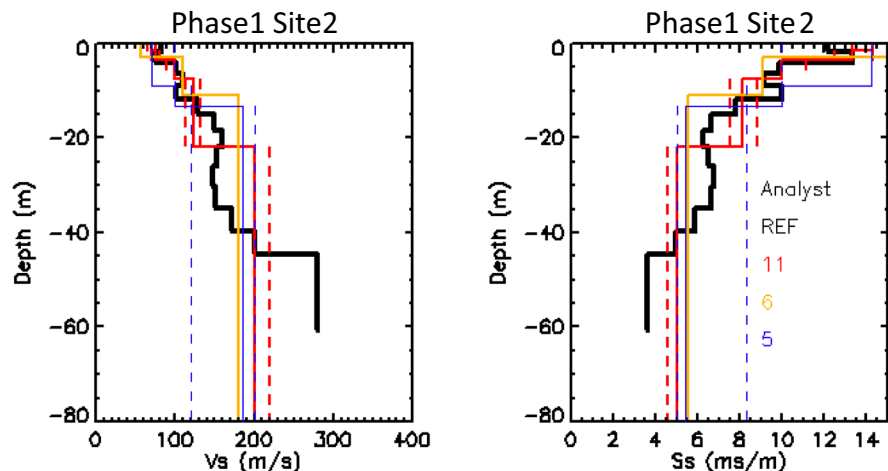 Phase1 Site2
0
-20
-40
-60
-80
Depth (m)
0 100 200 300 400
Vs (m/s)
Phase1 Site2
0
-20
-40
-60
-80
Depth (m)
0 2 4 6 8 10 12 14
Ss (ms/m)
Analyst
REF
11
6
5